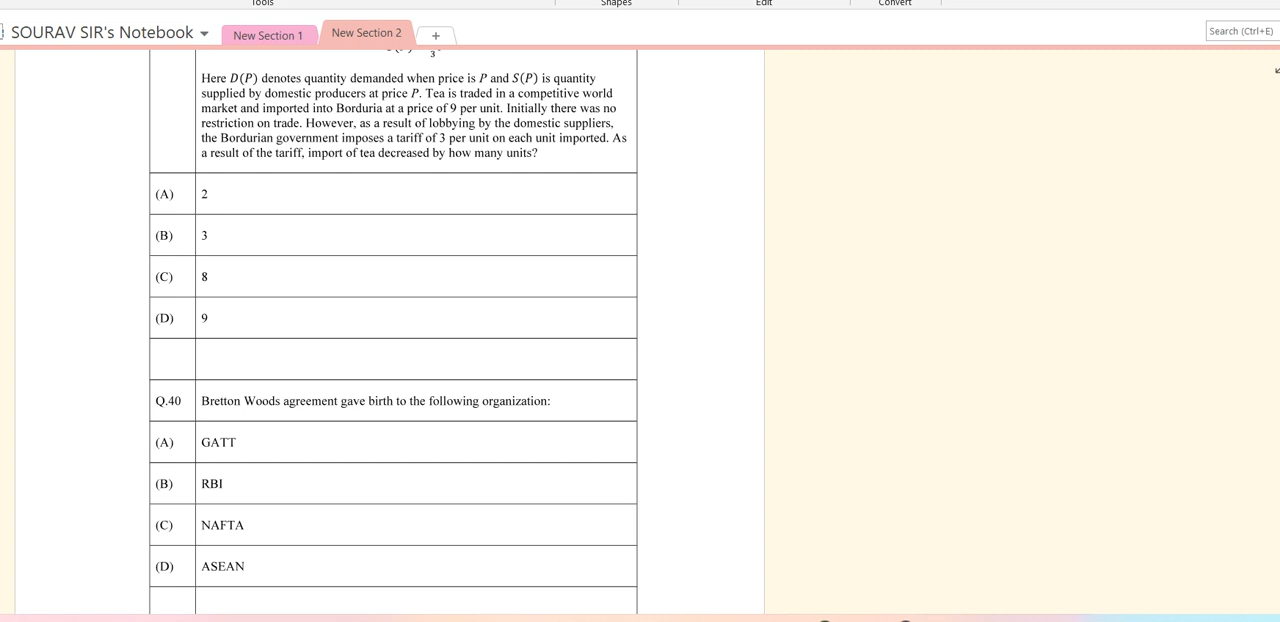 Tools Shapes Edit Convert
SOURAV SIR's Notebook New Section 1 New Section 2 + Search (Ctrl+E)
3
Here D(P) denotes quantity demanded when price is P and S(P) is quantity
supplied by domestic producers at price P. Tea is traded in a competitive world
market and imported into Borduria at a price of 9 per unit. Initially there was no
restriction on trade. However, as a result of lobbying by the domestic suppliers,
the Bordurian government imposes a tariff of 3 per unit on each unit imported. As
a result of the tariff, import of tea decreased by how many units?
(A) 2
(B) 3
(C) 8
(D) 9
Q.40 Bretton Woods agreement gave birth to the following organization:
(A) GATT
(B) RBI
(C) NAFTA
(D) ASEAN